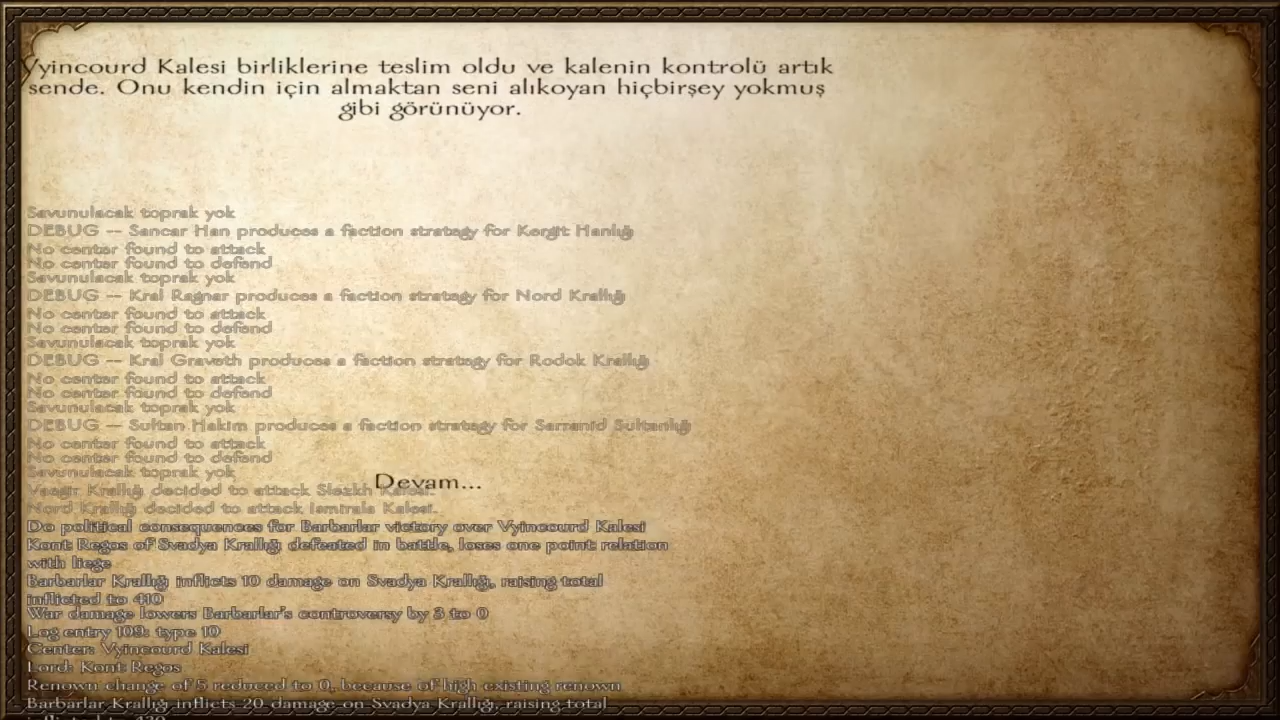 Vyincourd Kalesi birliklerine teslim oldu ve kalenin kontrolü artık
sende. Onu kendin için almaktan seni alıkoyan hiçbirşey yokmuş
gibi görünüyor.
Savunulacak toprak yok
DEBUG -- Sancar Han produces a faction strategy for Kergit Hanlığı
No center found to attack
No center found to defend
Savunulacak toprak yok
DEBUG -- Kral Ragnar produces a faction strategy for Nord Krallığı
No center found to attack
No center found to defend
Savunulacak toprak yok
DEBUG -- Kral Graveth produces a faction strategy for Rodok Krallığı
No center found to attack
No center found to defend
Savunulacak toprak yok
DEBUG -- Sultan Hakim produces a faction strategy for Sarranid Sultanlığı
No center found to attack
No center found to defend
Savunulacak toprak yok
Devam...
Vaegir Krallığı decided to attack Slezkh Kalesi.
Nord Krallığı decided to attack Ismirala Kalesi.
Do political consequences for Barbarlar victory over Vyincourd Kalesi
Kont Regos of Svadya Krallığı defeated in battle, loses one point relation
with liege
Barbarlar Krallığı inflicts 10 damage on Svadya Krallığı, raising total
inflicted to 410
War damage lowers Barbarlar's controversy by 3 to 0
Log entry 109: type 10
Center: Vyincourd Kalesi
Lord: Kont Regos
Renown change of 5 reduced to 0, because of high existing renown
Barbarlar Krallığı inflicts 20 damage on Svadya Krallığı, raising total
inflicted to 430